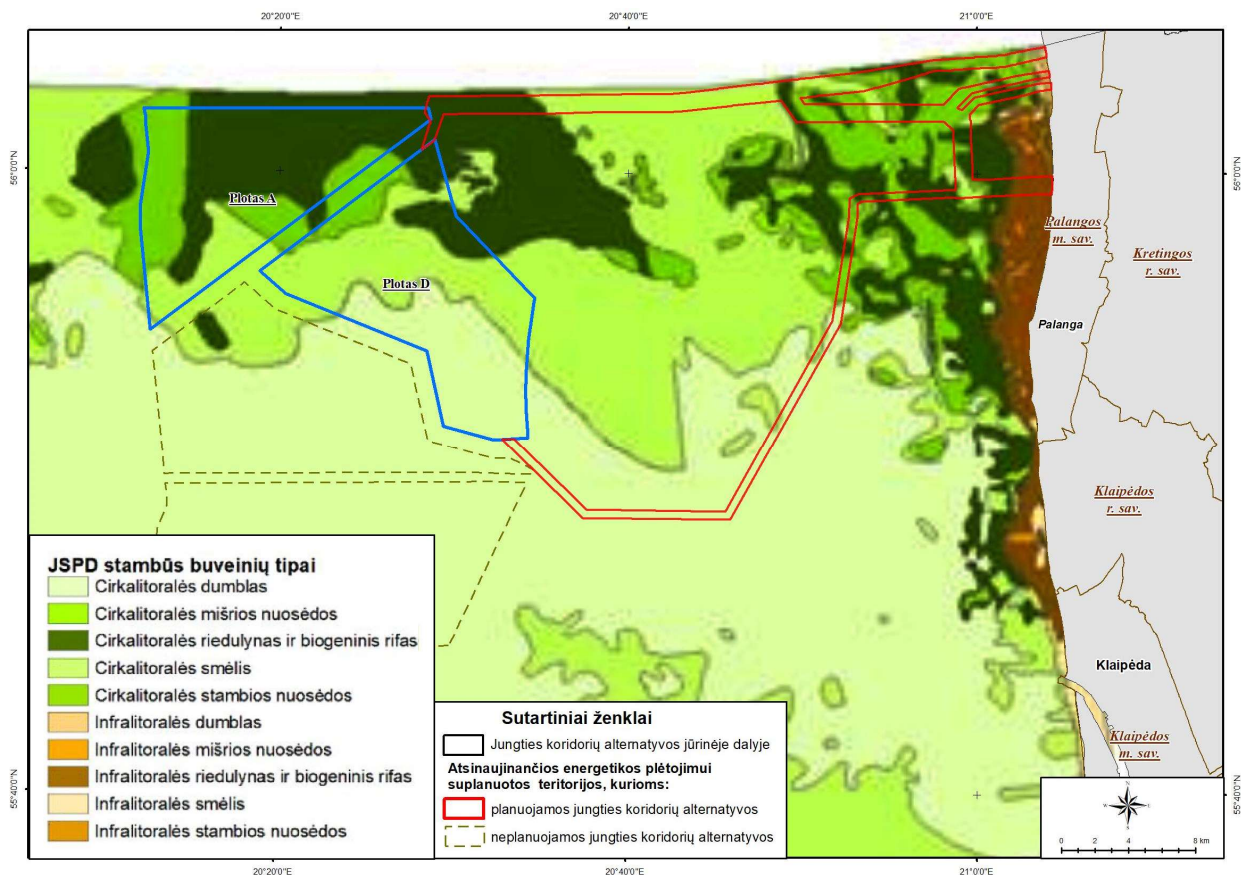 20°20'0"E
20°40'0"E
21°0'0"E
56°0'0"N
56°0'0"N
Plotas A
Plotas D
Palangos
m. sav.
Kretingos
r. sav.
Palanga
Klaipėdos
r. sav.
Klaipėda
Klaipėdos
m. sav.
JSPD stambūs buveinių tipai
Cirkalitoralės dumblas
Cirkalitoralės mišrios nuosėdos
Cirkalitoralės riedulynas ir biogeninis rifas
Cirkalitoralės smėlis
Cirkalitoralės stambios nuosėdos
Infralitoralės dumblas
Infralitoralės mišrios nuosėdos
Infralitoralės riedulynas ir biogeninis rifas
Infralitoralės smėlis
Infralitoralės stambios nuosėdos
Sutartiniai ženklai
Jungties koridorių alternatyvos jūrinėje dalyje
Atsinaujinančios energetikos plėtojimui
suplanuotos teritorijos, kurioms:
planuojamos jungties koridorių alternatyvos
neplanuojamos jungties koridorių alternatyvos
N
W
E
S
0 2 4 8 km
55°40'0"N
55°40'0"N
20°20'0"E
20°40'0"E
21°0'0"E